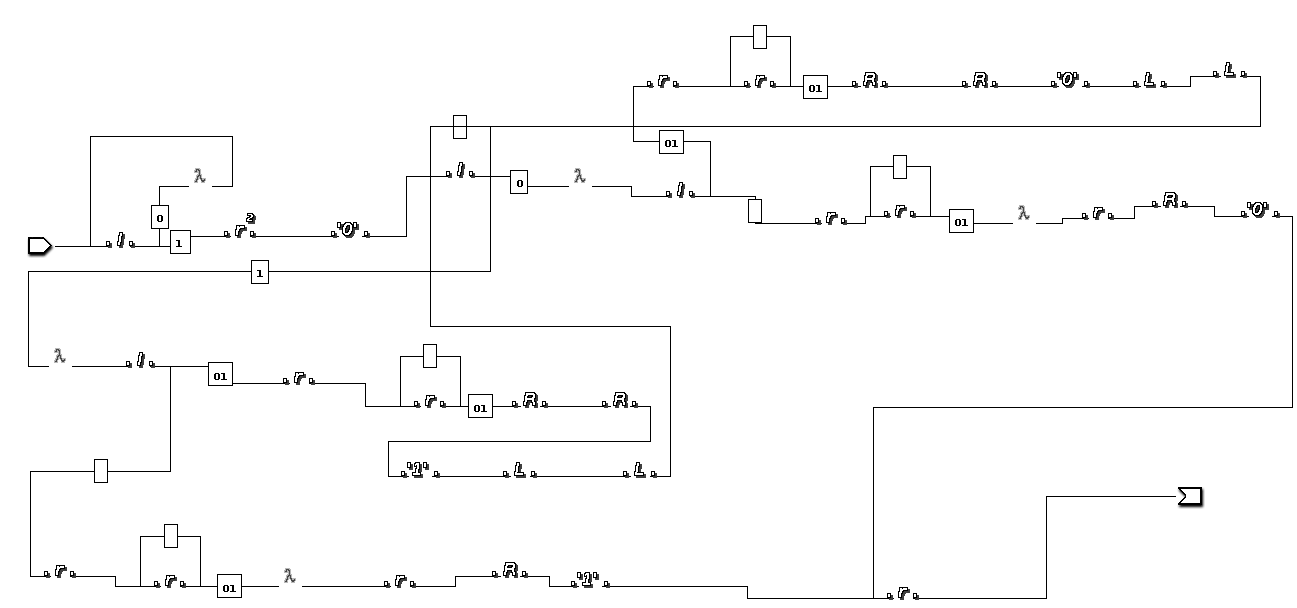 r r 01 R R '0' L L
01
λ l 0 λ l r r 01 λ r R '0'
0
l 1 r² '0'
1
λ l 01 r r 01 R R
'1' L L
r r 01 λ r R '1' r